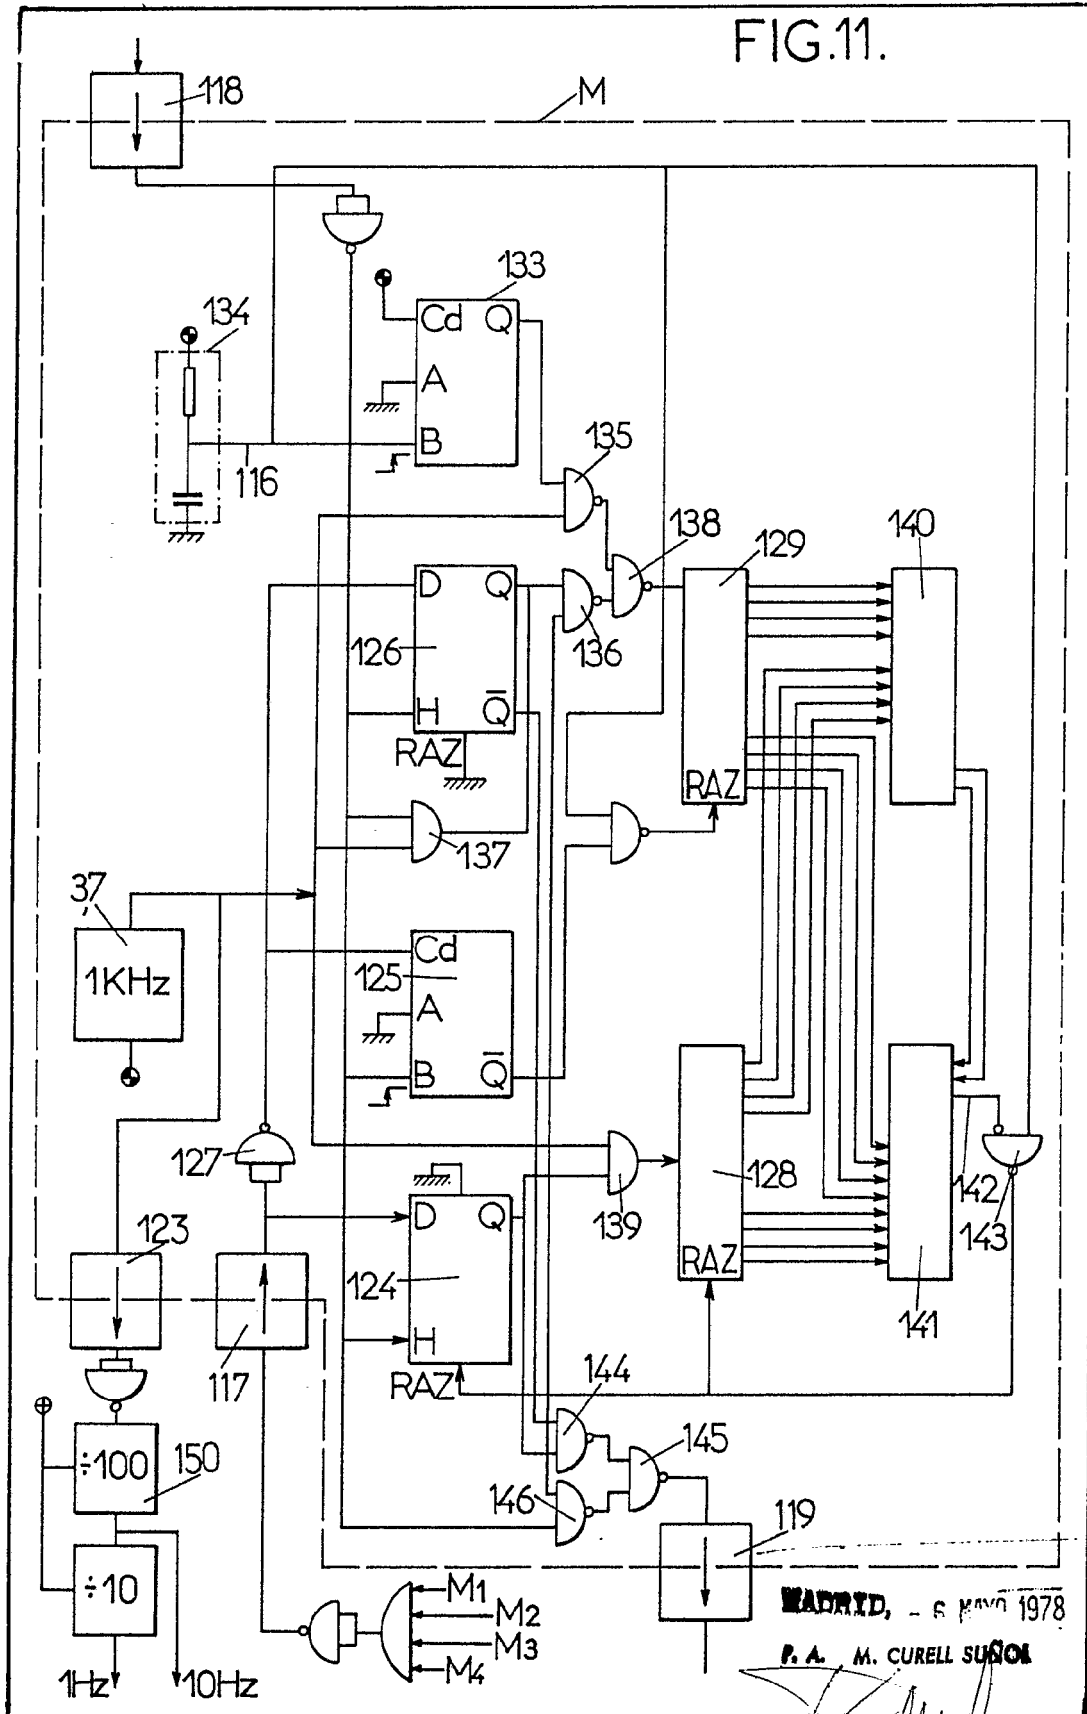 FIG.11.
118
M
133
Cd Q
134
A
B
116
135
138
129
140
D Q
126
136
H Q̅
RAZ
RAZ
137
37
1KHz
Cd
125
A
B Q̅
127
139
128
142
143
D Q
123
124
RAZ
H
141
117
RAZ
144
145
÷100
150
146
119
÷10
M1
M2
M3
M4
1Hz
10Hz
MADRID, - 6 MAYO 1978
P. A. M. CURELL SUÑOL